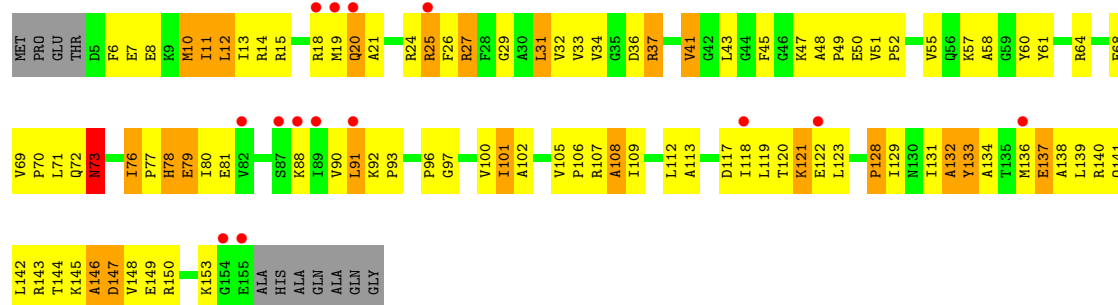 MET PRO GLU THR D5 F6 E7 E8 K9 M10 I11 L12 I13 R14 R15 R18 M19 Q20 A21 R24 R25 F26 R27 F28 G29 A30 L31 V32 V33 V34 G35 D36 R37 V41 G42 L43 G44 F45 G46 K47 A48 P49 E50 V51 P52 V55 Q56 K57 A58 G59 Y60 Y61 R64
V69 P70 L71 Q72 N73 I76 P77 H78 E79 I80 E81 V82 S87 K88 I89 V90 L91 K92 P93 P96 G97 V100 I101 A102 V105 P106 R107 A108 I109 L112 A113 D117 I118 L119 T120 K121 E122 L123 P128 I129 N130 I131 A132 Y133 A134 T135 M136 E137 A138 L139 R140
L142 R143 T144 K145 A146 D147 V148 E149 R150 K153 G154 E155 ALA HIS ALA GLN ALA GLN GLY